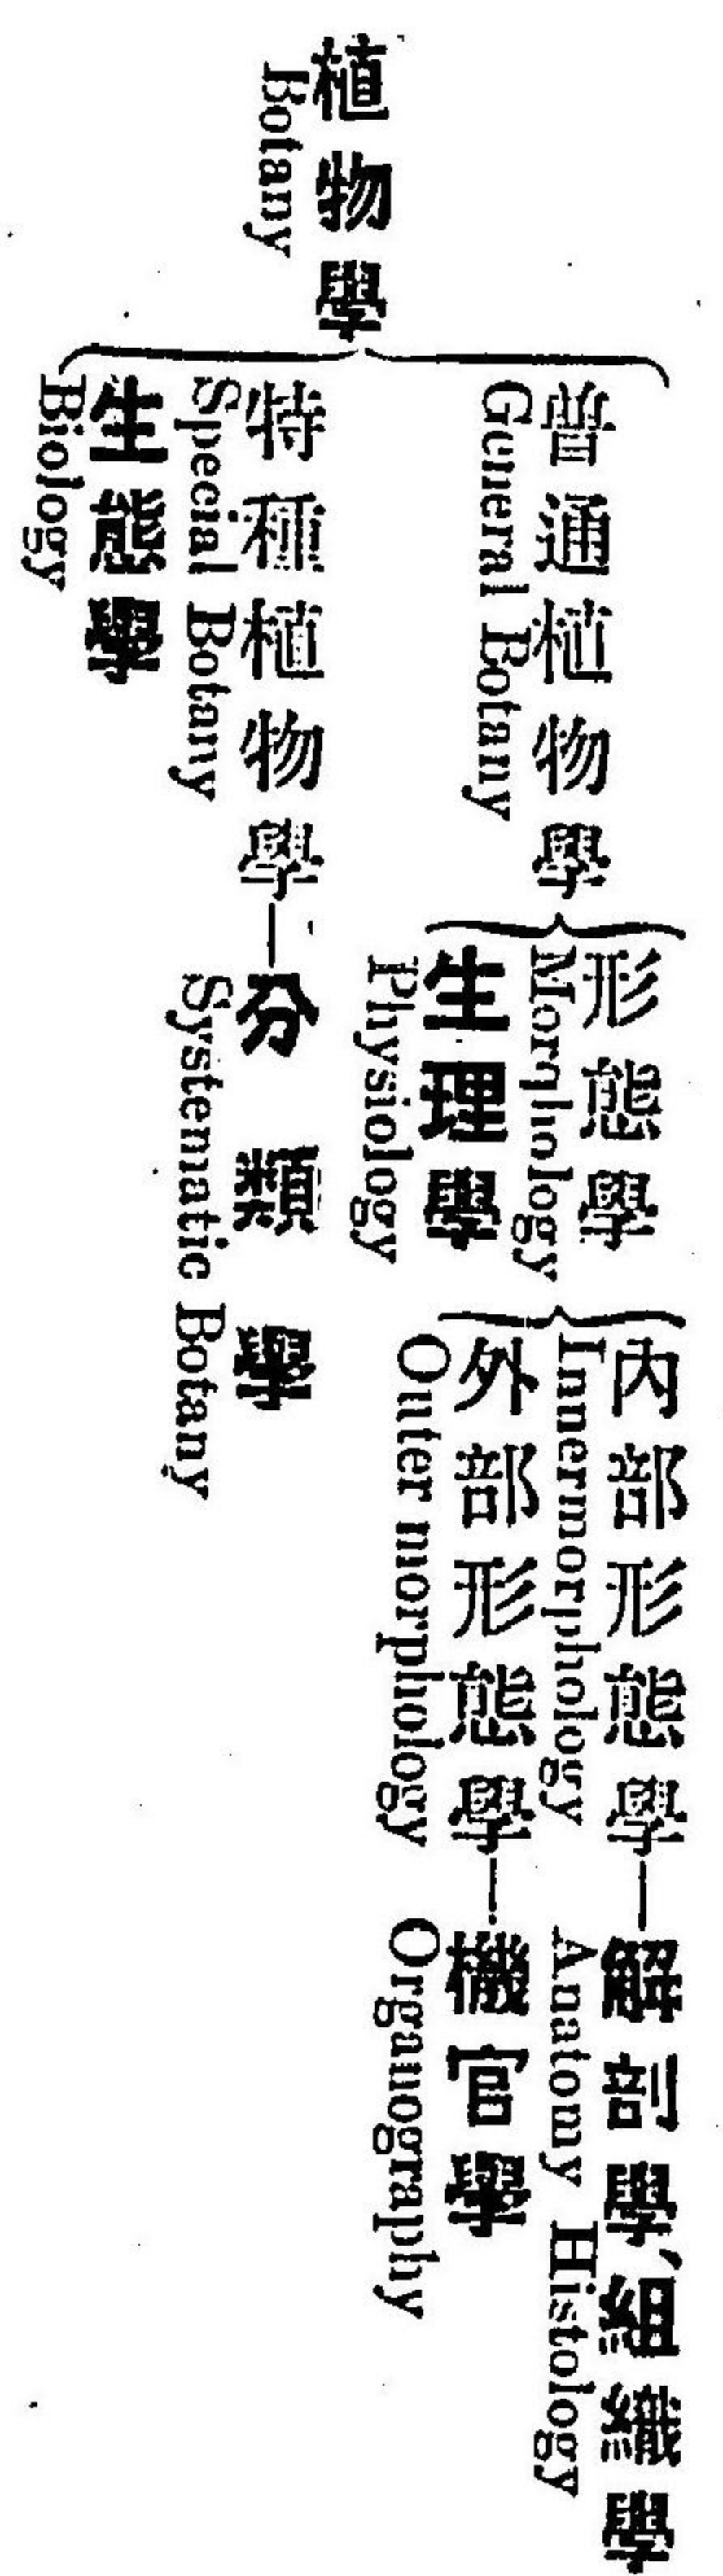 植物學
Botany
普通植物學
General Botany
形態學
Morphology
內部形態學
Innermorphology
解剖學、組織學
Anatomy Histology
外部形態學
Outer morphology
機官學
Organography
生理學
Physiology
特種植物學
Special Botany
分類學
Systematic Botany
生態學
Biology